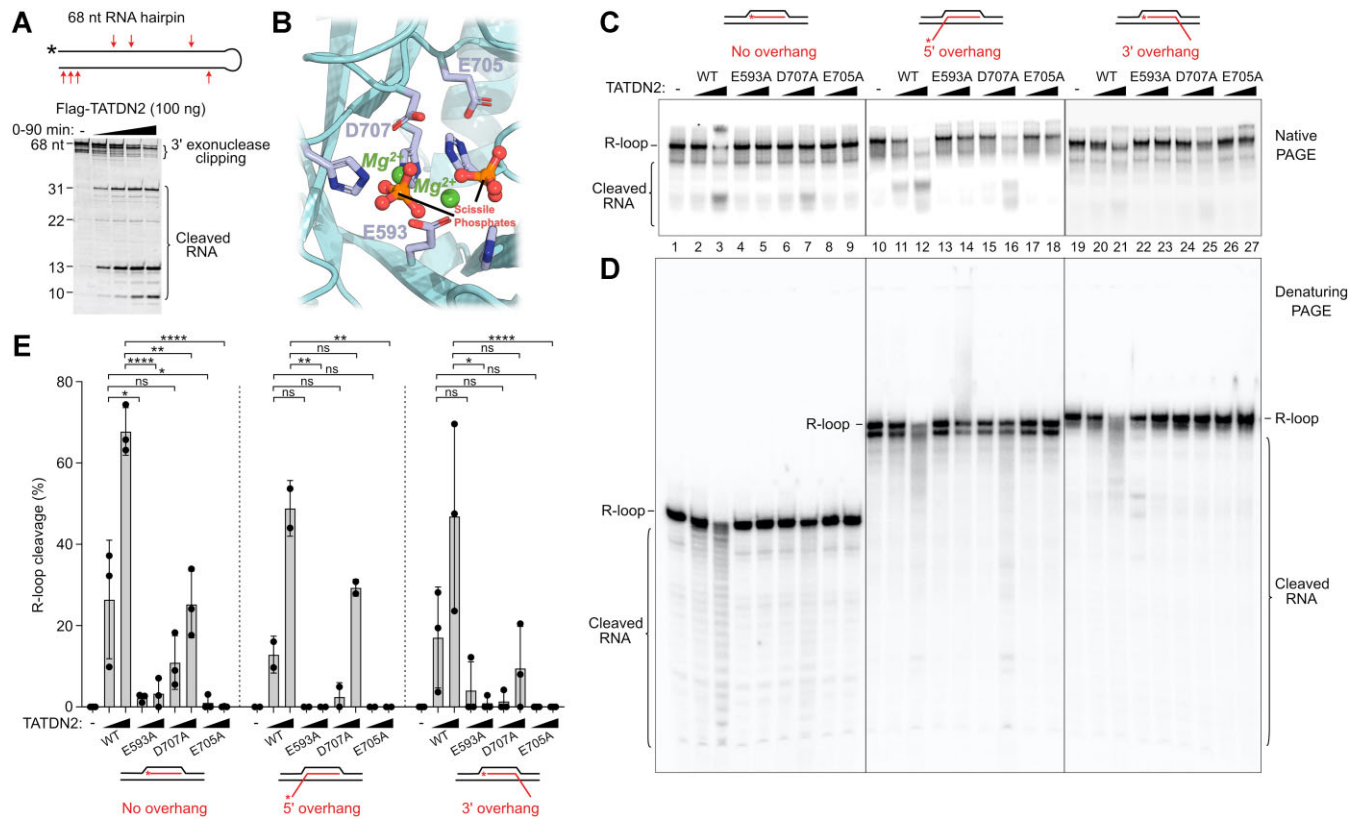 A
68 nt RNA hairpin
*
Flag-TATDN2 (100 ng)
0-90 min: -
68 nt
3' exonuclease
clipping
31
22
13
10
Cleaved
RNA
B
E705
D707
Mg2+
Mg2+
Scissile
Phosphates
E593
C
*
No overhang
*
5' overhang
*
3' overhang
TATDN2: - WT E593A D707A E705A - WT E593A D707A E705A - WT E593A D707A E705A
R-loop
Cleaved
RNA
Native
PAGE
1 2 3 4 5 6 7 8 9 10 11 12 13 14 15 16 17 18 19 20 21 22 23 24 25 26 27
D
Denaturing
PAGE
R-loop
R-loop
R-loop
Cleaved
RNA
Cleaved
RNA
E
**** ** ****
** ns ns
**** ** *
* ns ns
ns ns ns
* ns ns
R-loop cleavage (%)
80
60
40
20
0
TATDN2: - WT E593A D707A E705A - WT E593A D707A E705A - WT E593A D707A E705A
*
No overhang
*
5' overhang
*
3' overhang